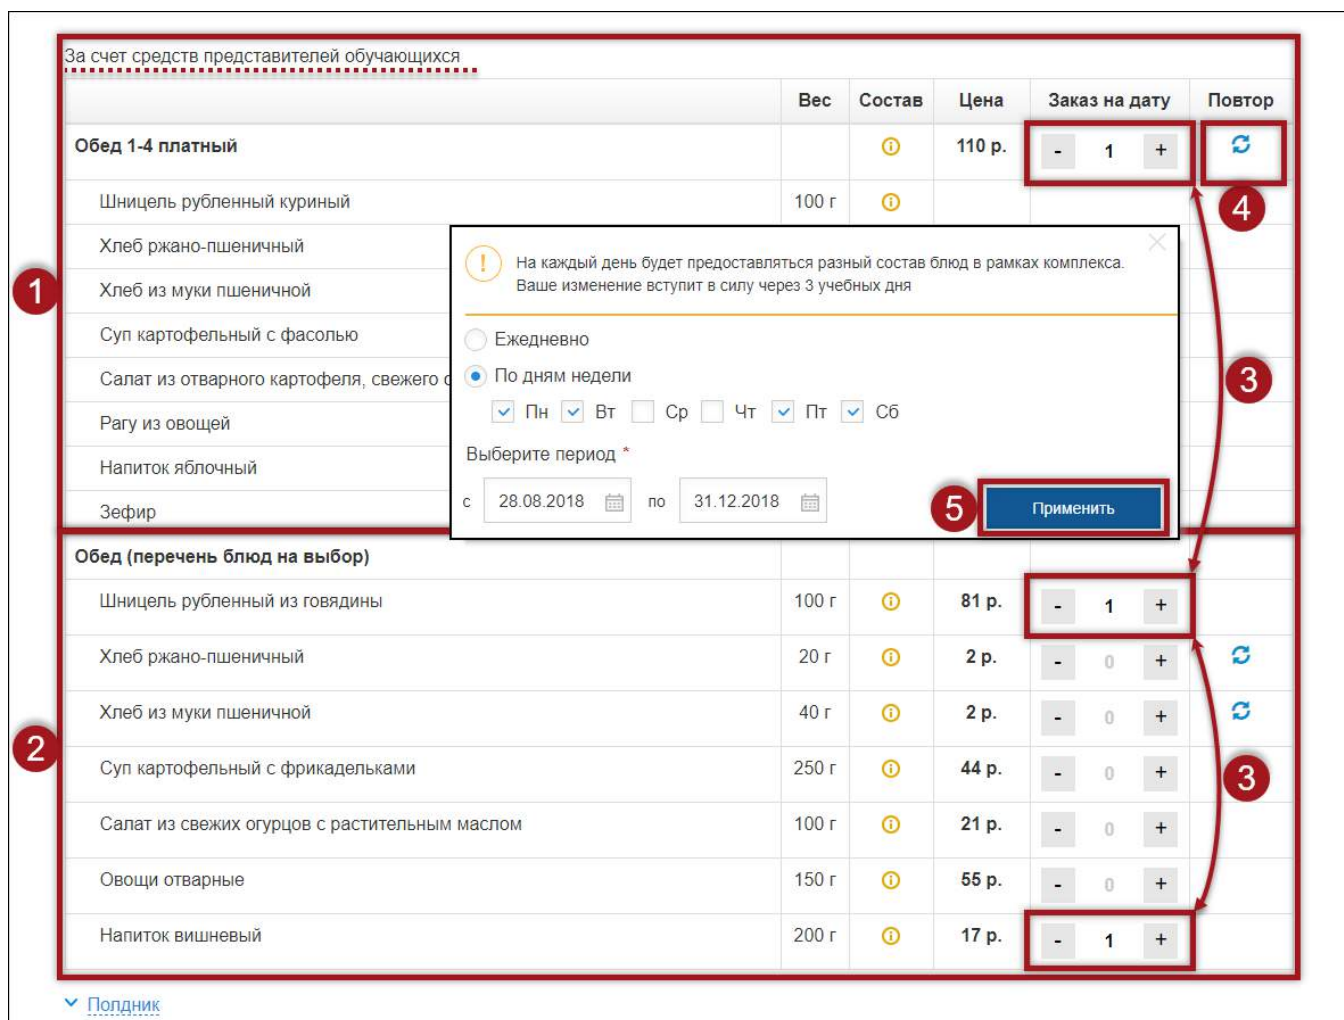 За счет средств представителей обучающихся
Вес Состав Цена Заказ на дату Повтор
Обед 1-4 платный 110 р. - 1 +
4
Шницель рубленный куриный 100 г
Хлеб ржано-пшеничный
1
Хлеб из муки пшеничной
Суп картофельный с фасолью
Салат из отварного картофеля, свежего о
Рагу из овощей
Напиток яблочный
Зефир
! На каждый день будет предоставляться разный состав блюд в рамках комплекса.
Ваше изменение вступит в силу через 3 учебных дня
Ежедневно
По дням недели
3
Пн Вт Ср Чт Пт Сб
Выберите период *
с 28.08.2018 по 31.12.2018
5 Применить
Обед (перечень блюд на выбор)
Шницель рубленный из говядины 100 г 81 р. - 1 +
Хлеб ржано-пшеничный 20 г 2 р. - 0 +
Хлеб из муки пшеничной 40 г 2 р. - 0 +
2
Суп картофельный с фрикадельками 250 г 44 р. - 0 +
3
Салат из свежих огурцов с растительным маслом 100 г 21 р. - 0 +
Овощи отварные 150 г 55 р. - 0 +
Напиток вишневый 200 г 17 р. - 1 +
Полдник